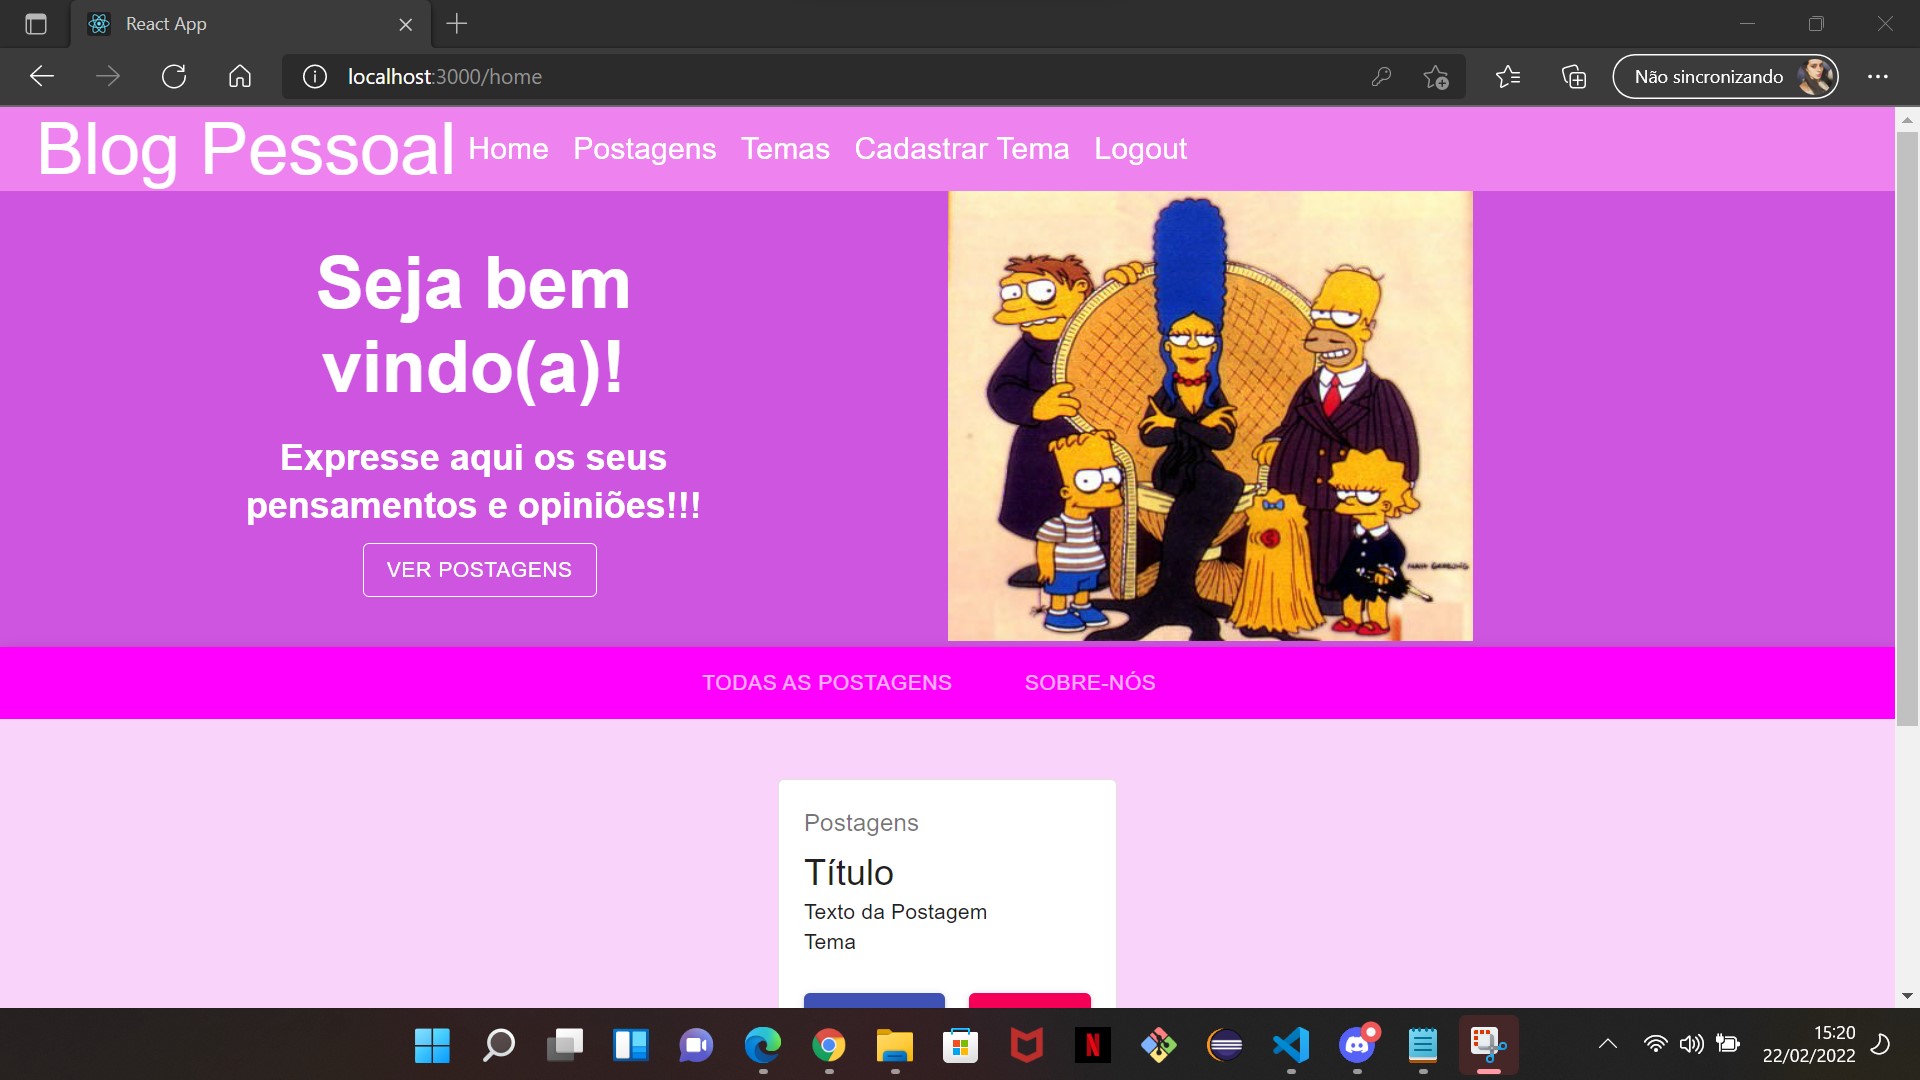 React App
localhost:3000/home
Não sincronizando
Blog Pessoal Home Postagens Temas Cadastrar Tema Logout
Seja bem
vindo(a)!
Expresse aqui os seus
pensamentos e opiniões!!!
VER POSTAGENS
TODAS AS POSTAGENS SOBRE-NÓS
Postagens
Título
Texto da Postagem
Tema
15:20
22/02/2022